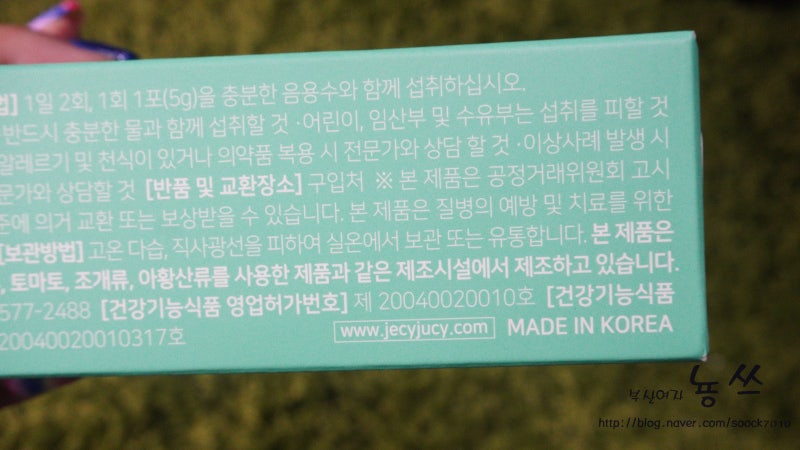 법] 1일 2회, 1회 1포(5g)을 충분한 음용수와 함께 섭취하십시오.
반드시 충분한 물과 함께 섭취할 것 ·어린이, 임산부 및 수유부는 섭취를 피할 것
알레르기 및 천식이 있거나 의약품 복용 시 전문가와 상담 할 것 ·이상사례 발생 시
문가와 상담할 것 [반품 및 교환장소] 구입처 ※ 본 제품은 공정거래위원회 고시
준에 의거 교환 또는 보상받을 수 있습니다. 본 제품은 질병의 예방 및 치료를 위한
[보관방법] 고온 다습, 직사광선을 피하여 실온에서 보관 또는 유통합니다. 본 제품은
, 토마토, 조개류, 아황산류를 사용한 제품과 같은 제조시설에서 제조하고 있습니다.
577-2488 [건강기능식품 영업허가번호] 제 20040020010호 [건강기능식품
20040020010317호
www.jecyjucy.com MADE IN KOREA
부산여자 뇽쓰
http://blog.naver.com/soock7010